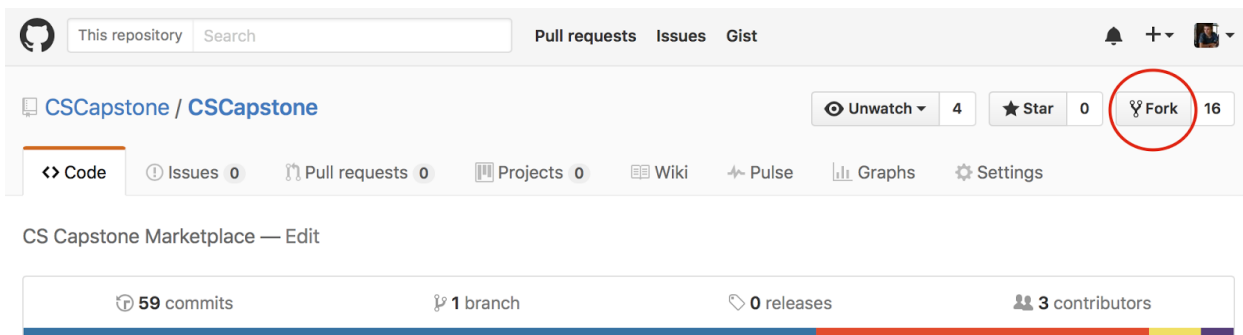 This repository Search Pull requests Issues Gist
CSCapstone / CSCapstone Unwatch 4 Star 0 Fork 16
Code Issues 0 Pull requests 0 Projects 0 Wiki Pulse Graphs Settings
CS Capstone Marketplace — Edit
59 commits 1 branch 0 releases 3 contributors